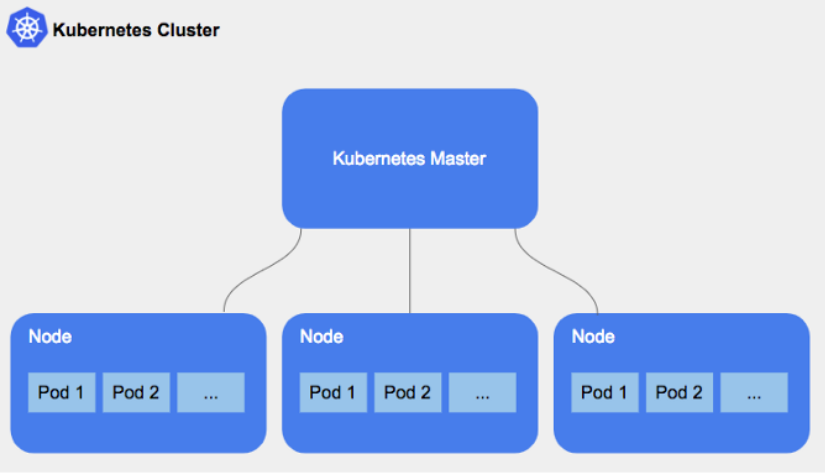 Kubernetes Cluster
Kubernetes Master
Node
Pod 1
Pod 2
...
Node
Pod 1
Pod 2
...
Node
Pod 1
Pod 2
...